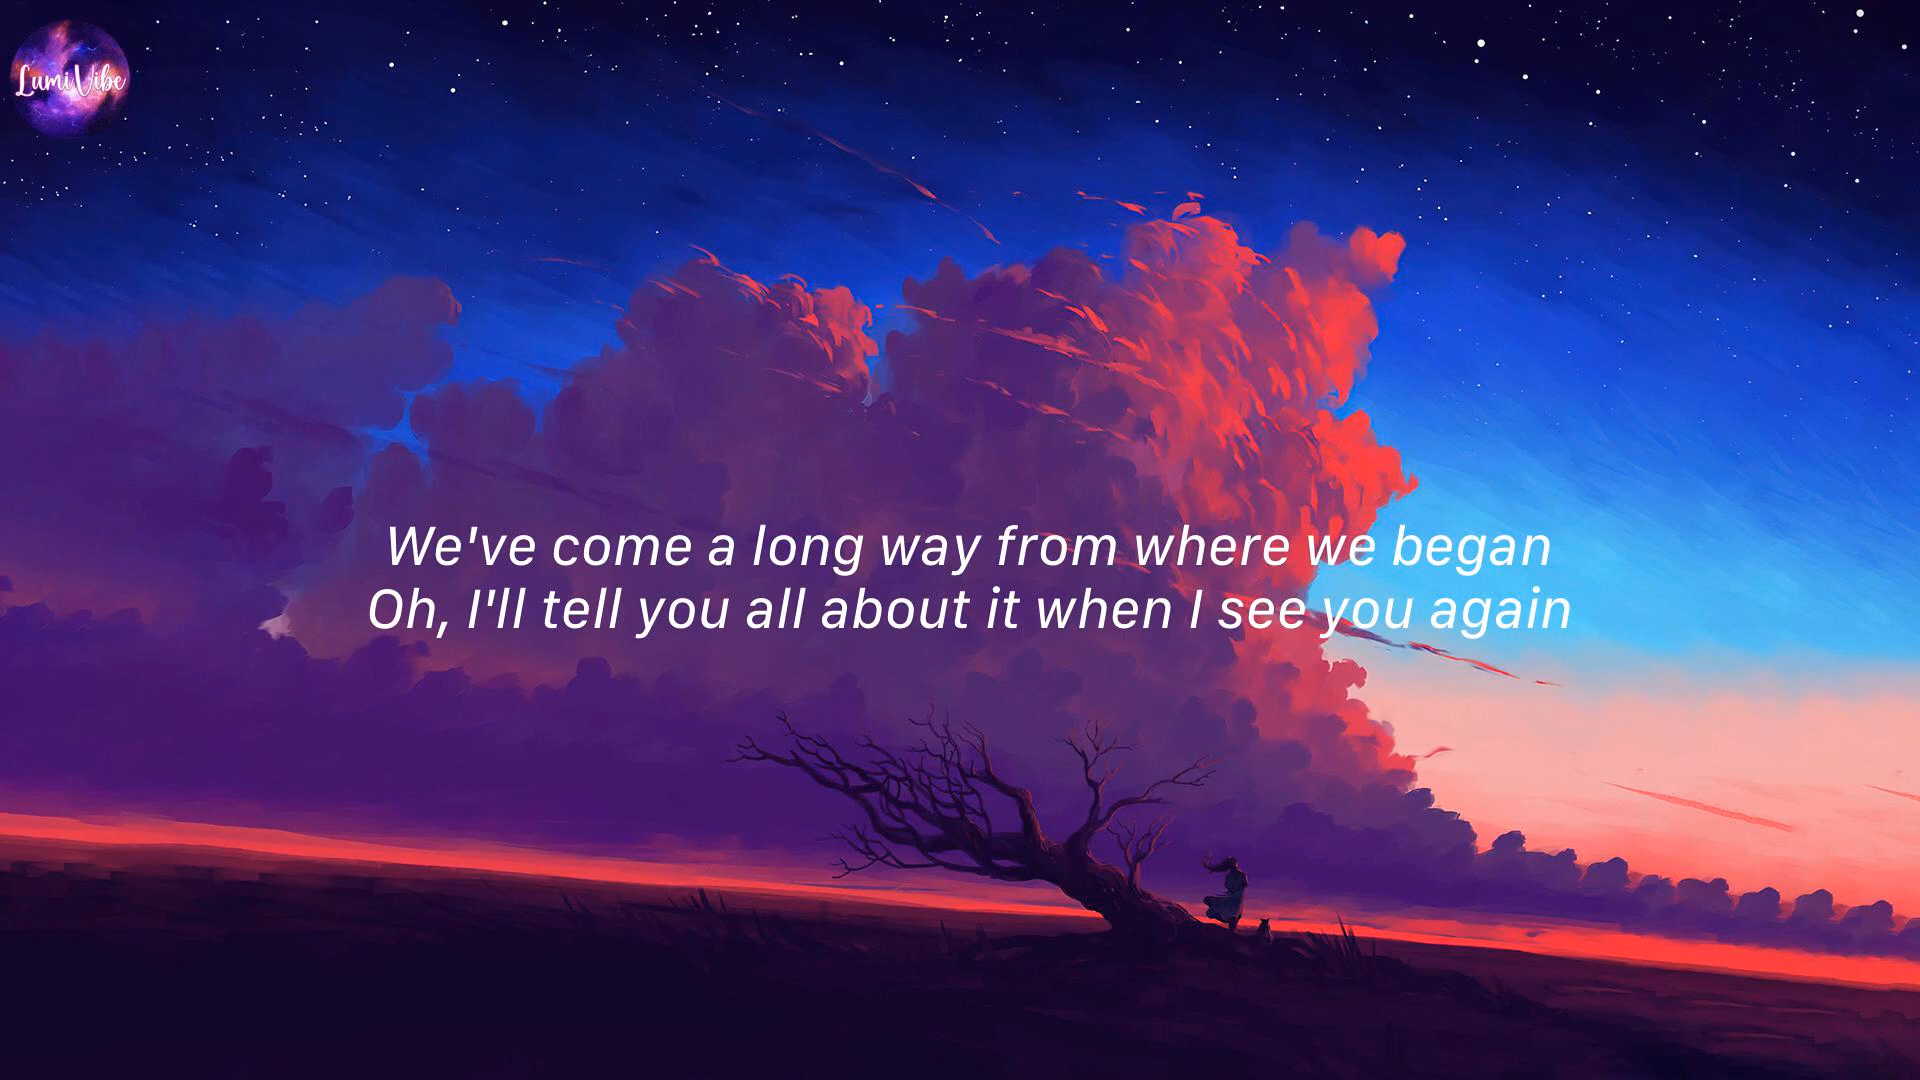 LumiVibe
We've come a long way from where we began
Oh, I'll tell you all about it when I see you again